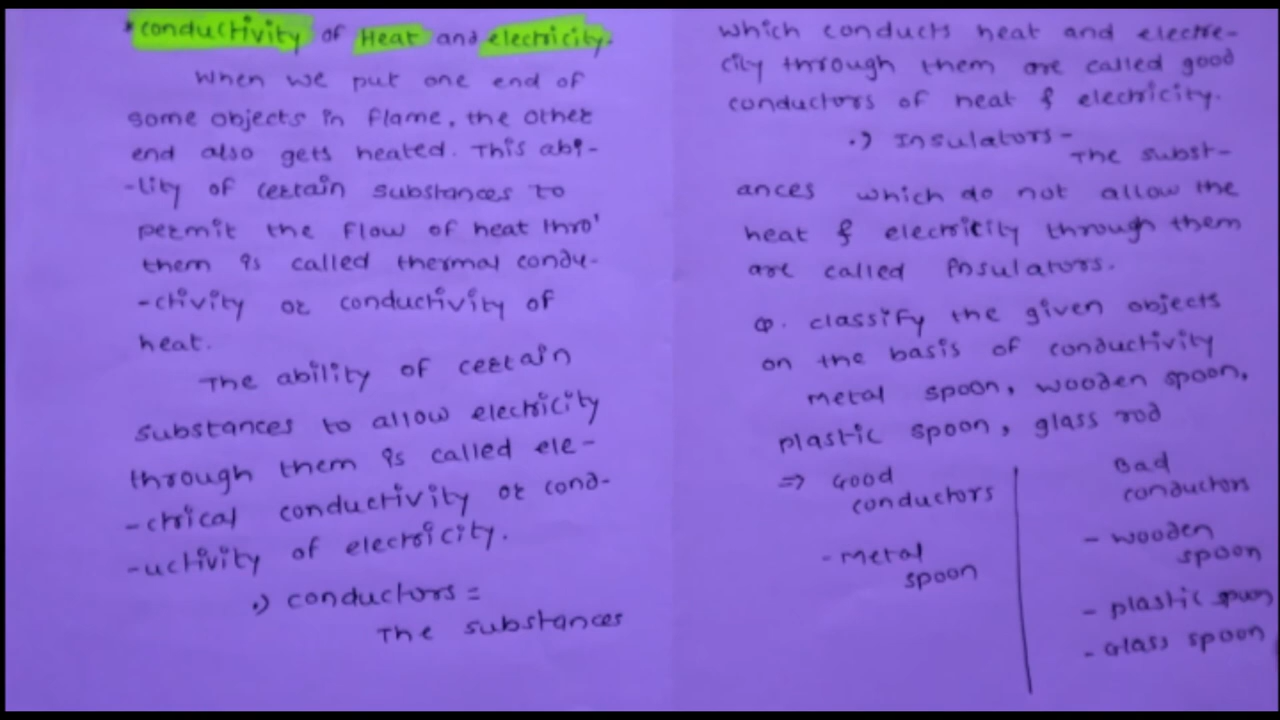 *conductivity of Heat and electricity.
When we put one end of
some objects in flame, the other
end also gets heated. This abi-
-lity of certain substances to
permit the flow of heat thro'
them is called thermal condu-
-ctivity or conductivity of
heat.
The ability of certain
substances to allow electricity
through them is called ele-
-ctrical conductivity or cond-
-uctivity of electricity.
.) conductors =
The substances
which conducts heat and electre-
city through them are called good
conductors of heat & electricity.
.) Insulators -
The subst-
ances which do not allow the
heat & electricity through them
are called Insulators.
Q. classify the given objects
on the basis of conductivity
metal spoon, wooden spoon,
plastic spoon, glass rod
=> Good
conductors
- Metal
spoon
Bad
conductors
- wooden
spoon
- plastic spoon
- Glass spoon